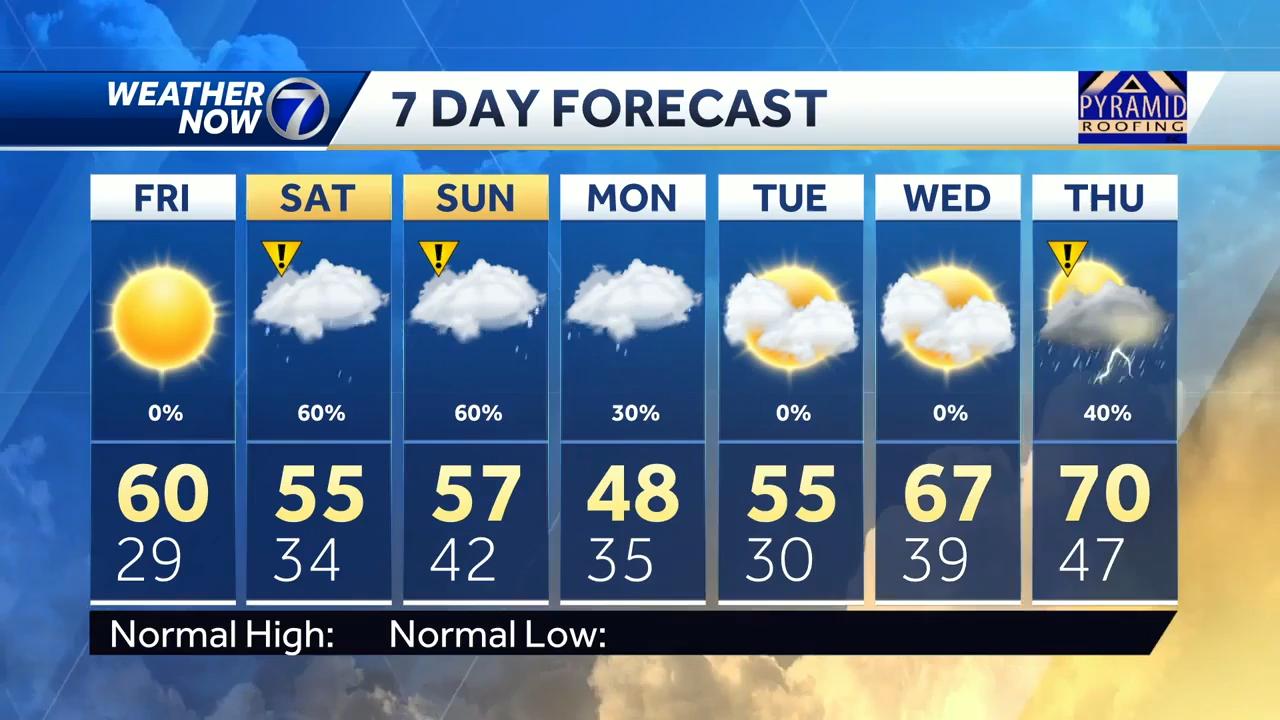 WEATHER
NOW
7
7 DAY FORECAST
PYRAMID
ROOFING
FRI SAT SUN MON TUE WED THU
! ! !
0% 60% 60% 30% 0% 0% 40%
60 55 57 48 55 67 70
29 34 42 35 30 39 47
Normal High: Normal Low: